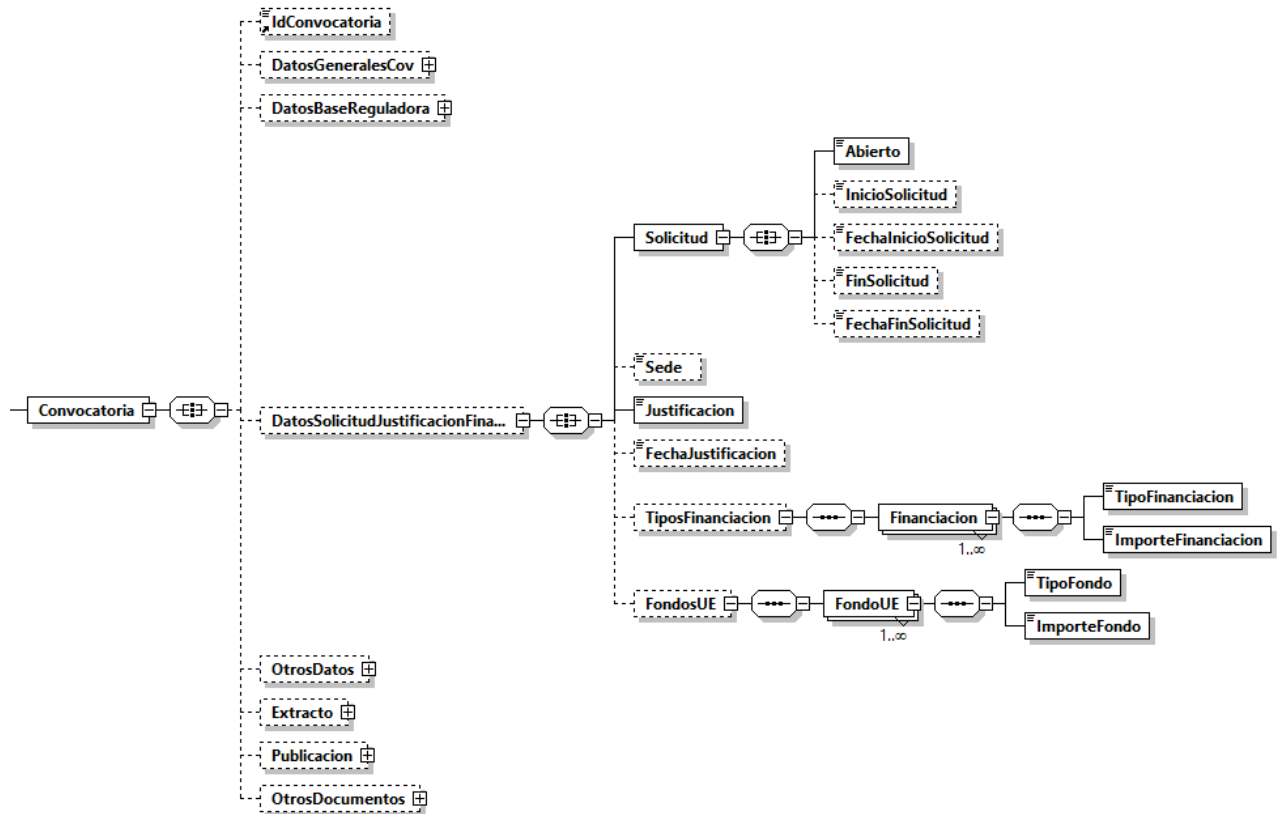 IdConvocatoria
DatosGeneralesCov
DatosBaseReguladora
Abierto
InicioSolicitud
Solicitud
FechaInicioSolicitud
FinSolicitud
FechaFinSolicitud
Sede
Convocatoria
DatosSolicitudJustificacionFina...
Justificacion
FechaJustificacion
TipoFinanciacion
TiposFinanciacion
Financiacion
1..∞
ImporteFinanciacion
TipoFondo
FondosUE
FondoUE
1..∞
ImporteFondo
OtrosDatos
Extracto
Publicacion
OtrosDocumentos